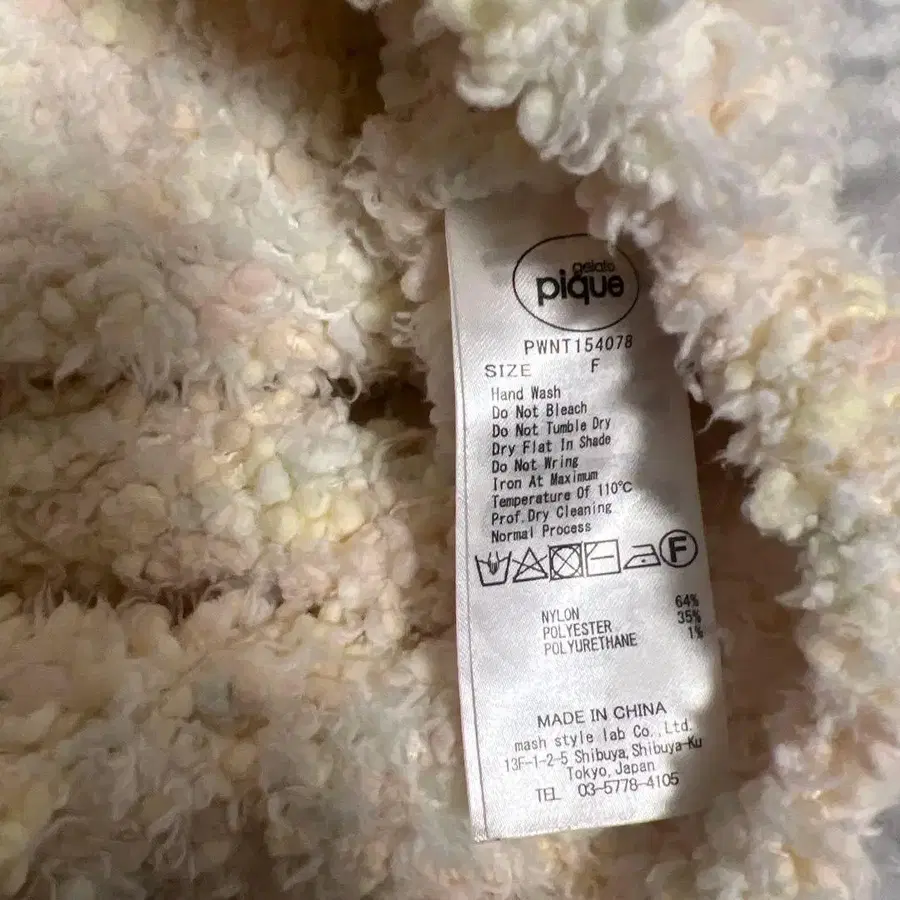 gelato
pique
PWNT154078
SIZE F
Hand Wash
Do Not Bleach
Do Not Tumble Dry
Dry Flat In Shade
Do Not Wring
Iron At Maximum
Temperature Of 110℃
Prof. Dry Cleaning
Normal Process
F
NYLON 64%
POLYESTER 35%
POLYURETHANE 1%
MADE IN CHINA
mash style lab Co., Ltd.
13F-1-2-5 Shibuya, Shibuya-Ku
Tokyo, Japan
TEL 03-5778-4105